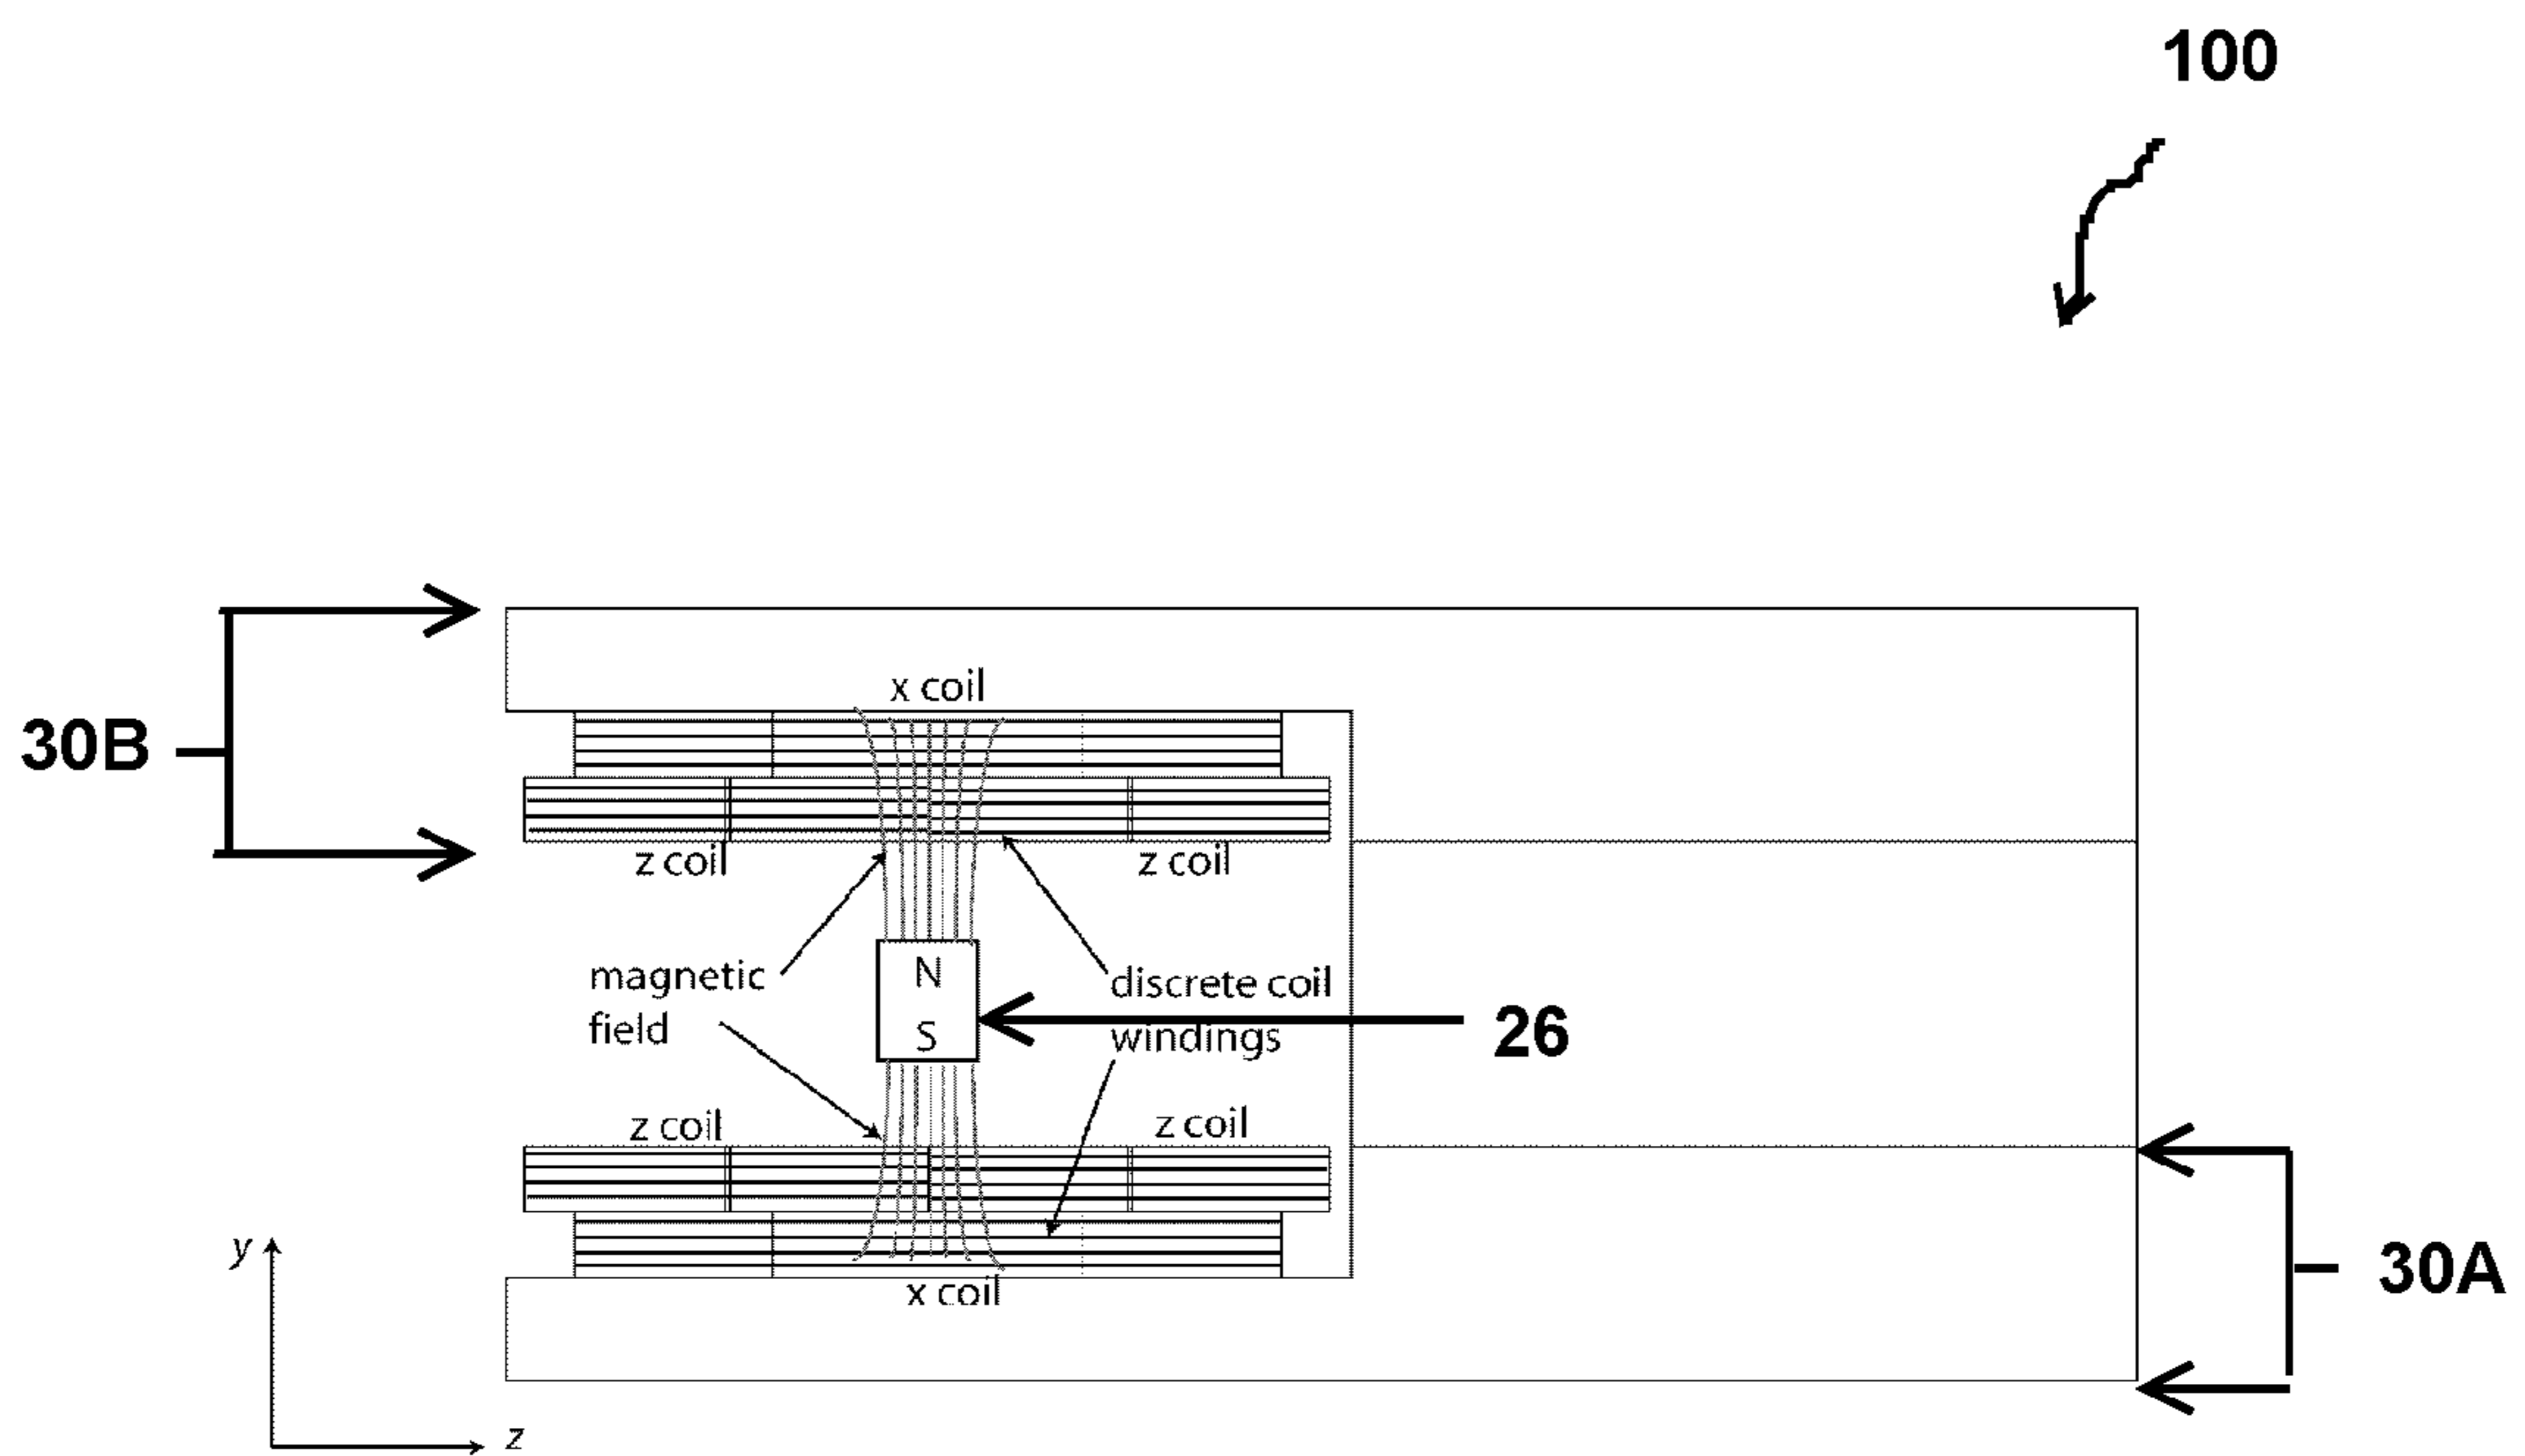 100
x coil
30B
z coil
z coil
magnetic
field
N
S
discrete coil
windings
26
z coil
z coil
x coil
30A
y
z